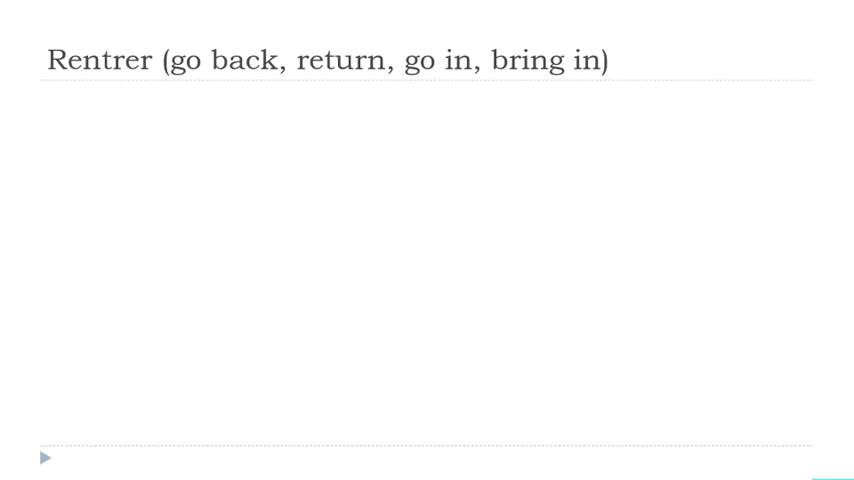 Rentrer (go back, return, go in, bring in)